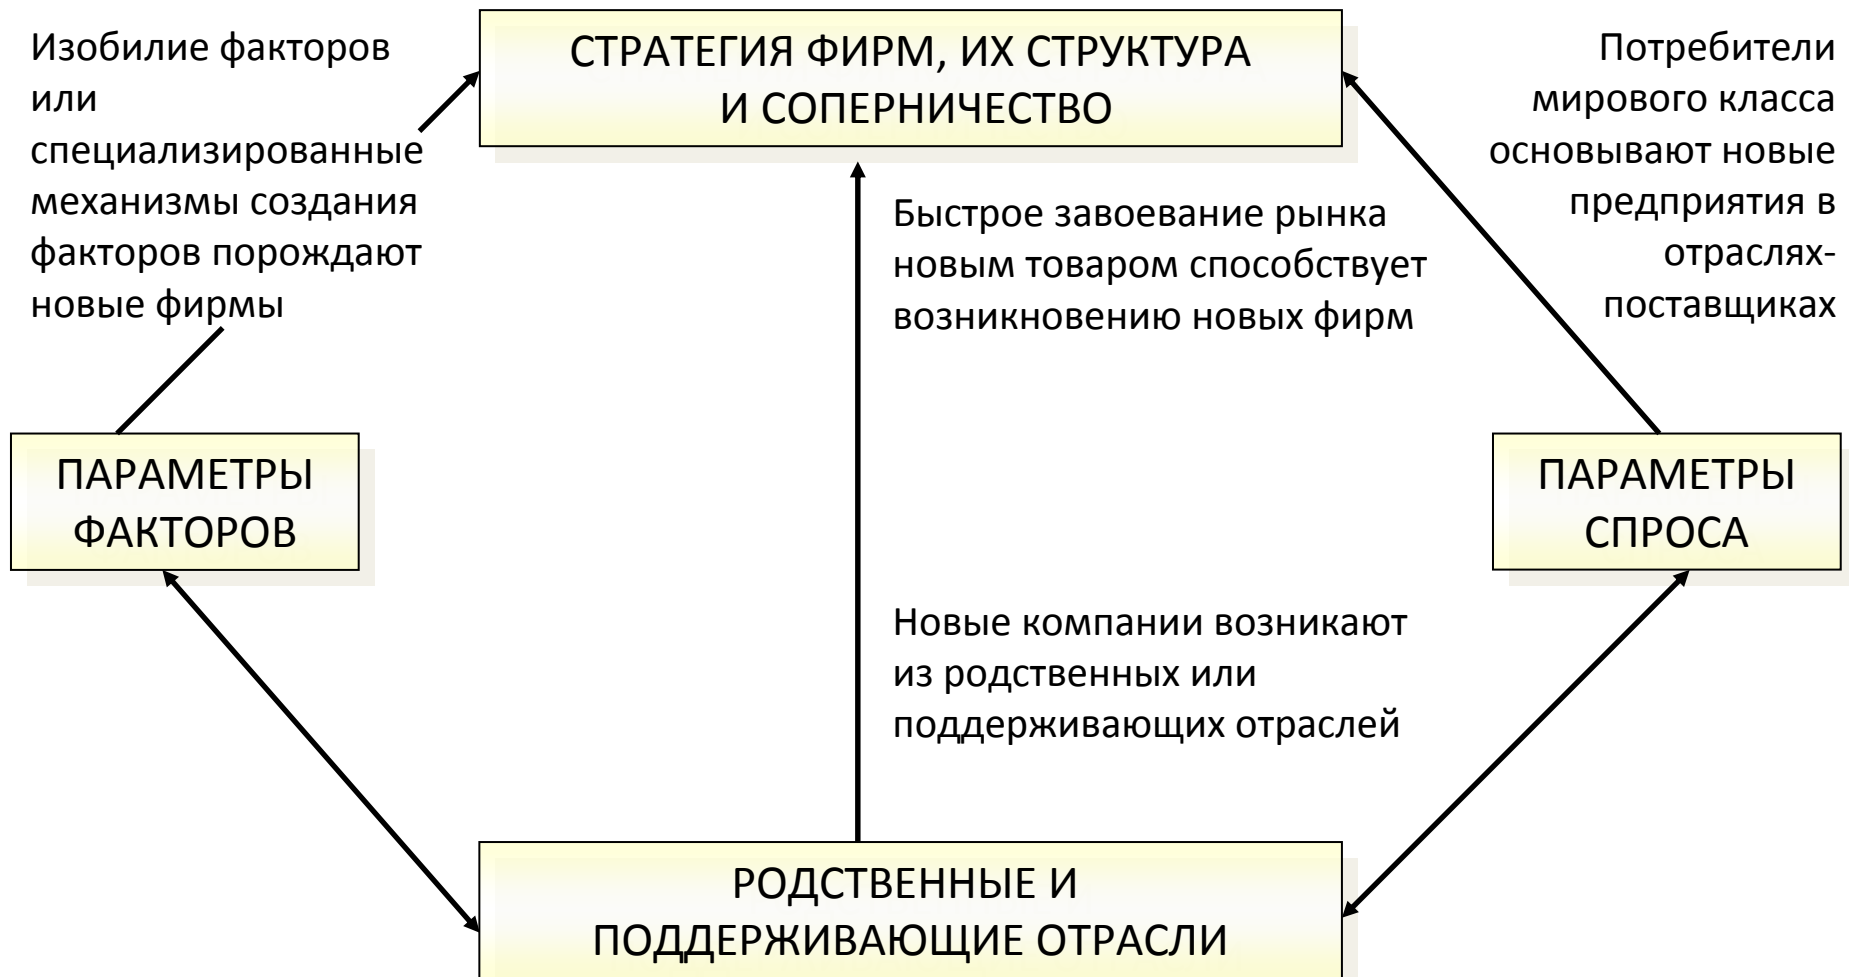 Изобилие факторов
или
специализированные
механизмы создания
факторов порождают
новые фирмы
СТРАТЕГИЯ ФИРМ, ИХ СТРУКТУРА
И СОПЕРНИЧЕСТВО
Потребители
мирового класса
основывают новые
предприятия в
отраслях-
поставщиках
Быстрое завоевание рынка
новым товаром способствует
возникновению новых фирм
ПАРАМЕТРЫ
ФАКТОРОВ
ПАРАМЕТРЫ
СПРОСА
Новые компании возникают
из родственных или
поддерживающих отраслей
РОДСТВЕННЫЕ И
ПОДДЕРЖИВАЮЩИЕ ОТРАСЛИ